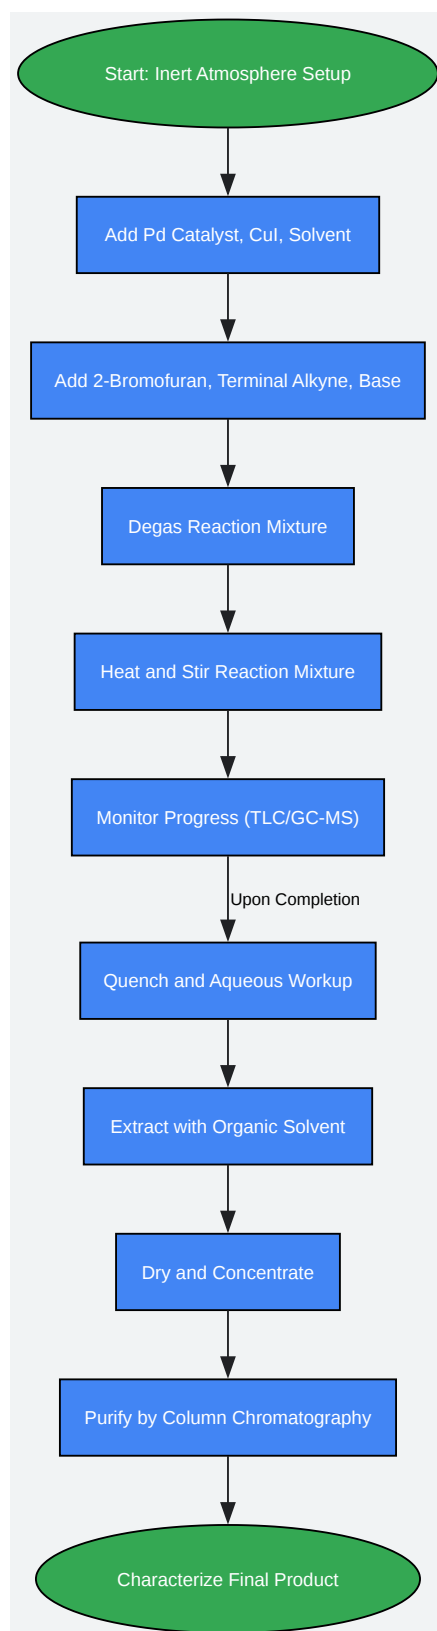 Start: Inert Atmosphere Setup
Add Pd Catalyst, CuI, Solvent
Add 2-Bromofuran, Terminal Alkyne, Base
Degas Reaction Mixture
Heat and Stir Reaction Mixture
Monitor Progress (TLC/GC-MS)
Upon Completion
Quench and Aqueous Workup
Extract with Organic Solvent
Dry and Concentrate
Purify by Column Chromatography
Characterize Final Product